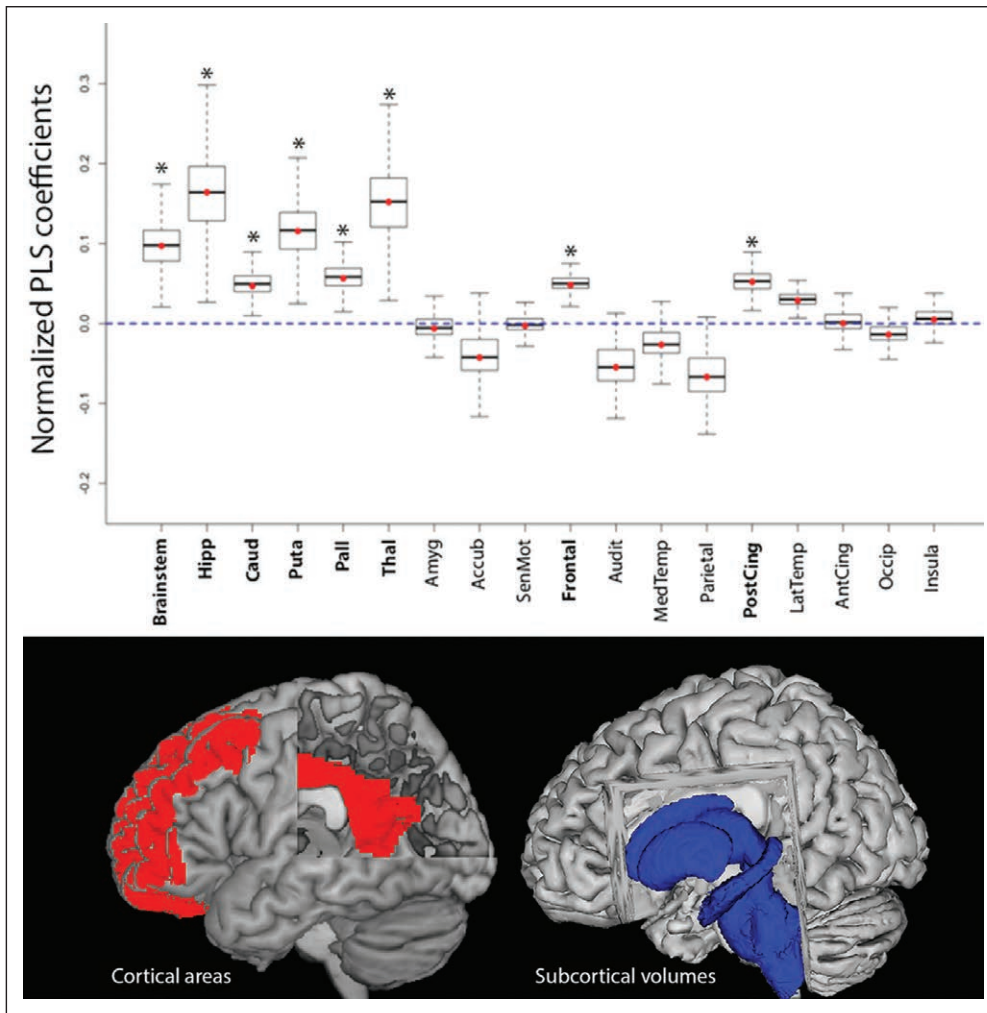 Normalized PLS coefficients
0.3
0.2
0.1
0.0
-0.1
-0.2
* * * * * * * *
Brainstem
Hipp
Caud
Puta
Pall
Thal
Amyg
Accub
SenMot
Frontal
Audit
MedTemp
Parietal
PostCing
LatTemp
AntCing
Occip
Insula
Cortical areas
Subcortical volumes